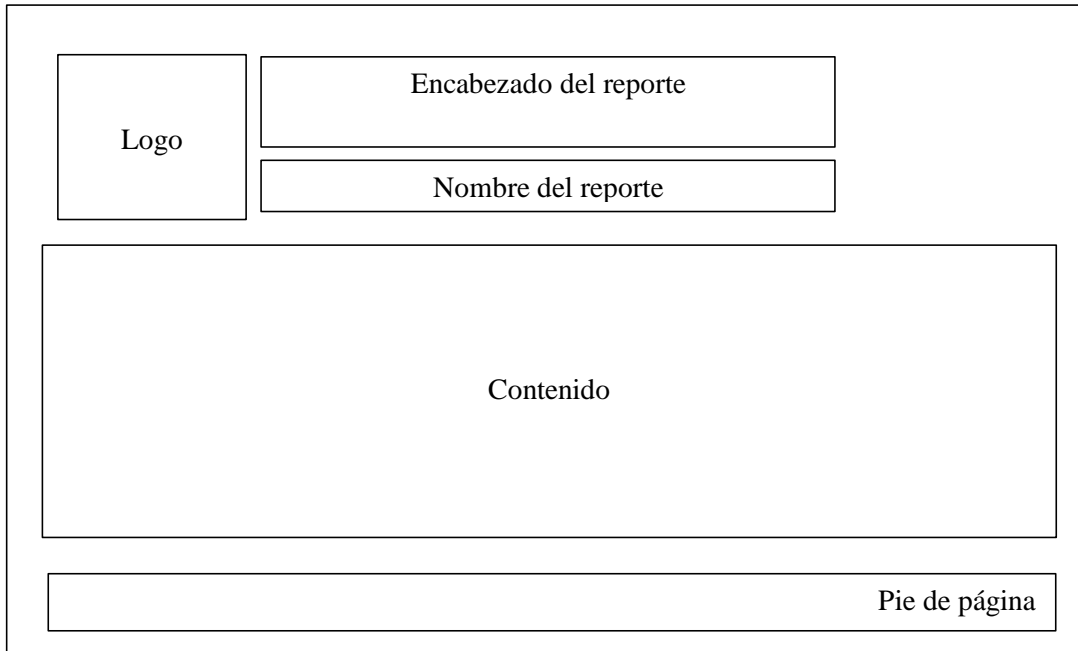 Logo
Encabezado del reporte
Nombre del reporte
Contenido
Pie de página